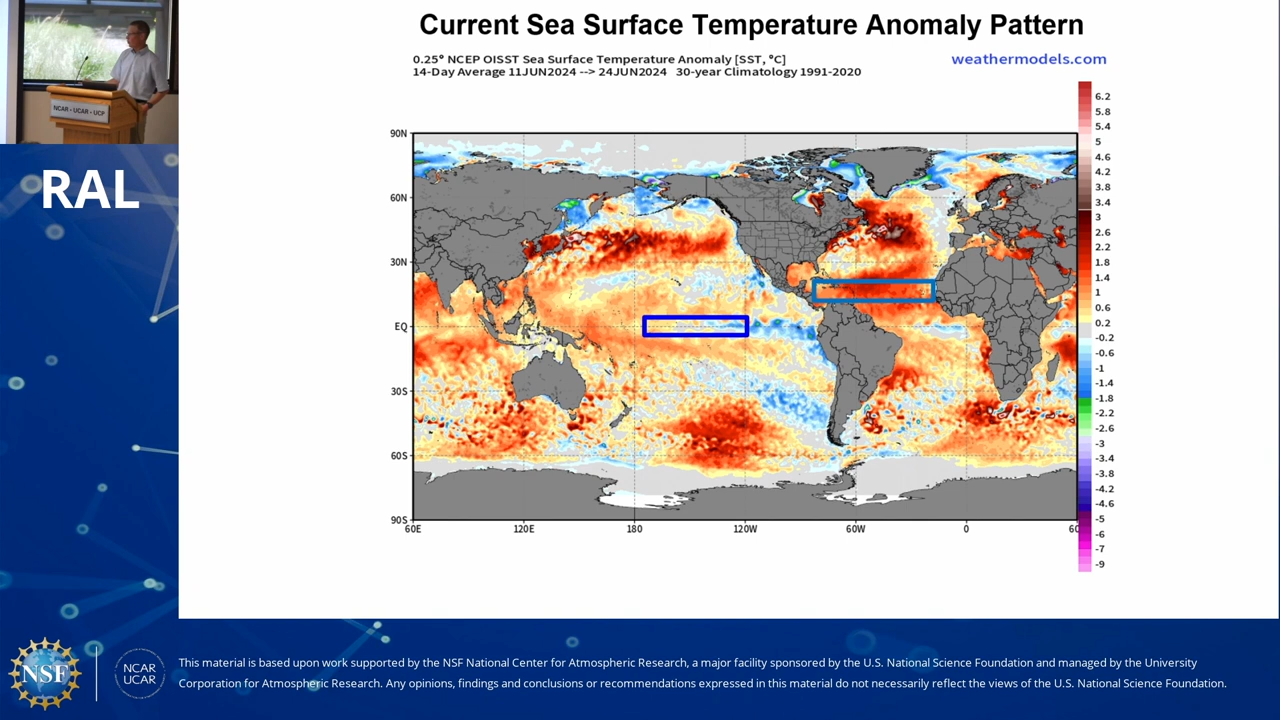 Current Sea Surface Temperature Anomaly Pattern
0.25° NCEP OISST Sea Surface Temperature Anomaly [SST, °C]
weathermodels.com
14-Day Average 11JUN2024 --> 24JUN2024 30-year Climatology 1991-2020
NCAR - UCAR - UCP
RAL
90N
60N
30N
EQ
30S
60S
90S
60E 120E 180 120W 60W 0 60
6.2
5.8
5.4
5
4.6
4.2
3.8
3.4
3
2.6
2.2
1.8
1.4
1
0.6
0.2
-0.2
-0.6
-1
-1.4
-1.8
-2.2
-2.6
-3
-3.4
-3.8
-4.2
-4.6
-5
-6
-7
-9
NSF
NCAR
UCAR
This material is based upon work supported by the NSF National Center for Atmospheric Research, a major facility sponsored by the U.S. National Science Foundation and managed by the University
Corporation for Atmospheric Research. Any opinions, findings and conclusions or recommendations expressed in this material do not necessarily reflect the views of the U.S. National Science Foundation.